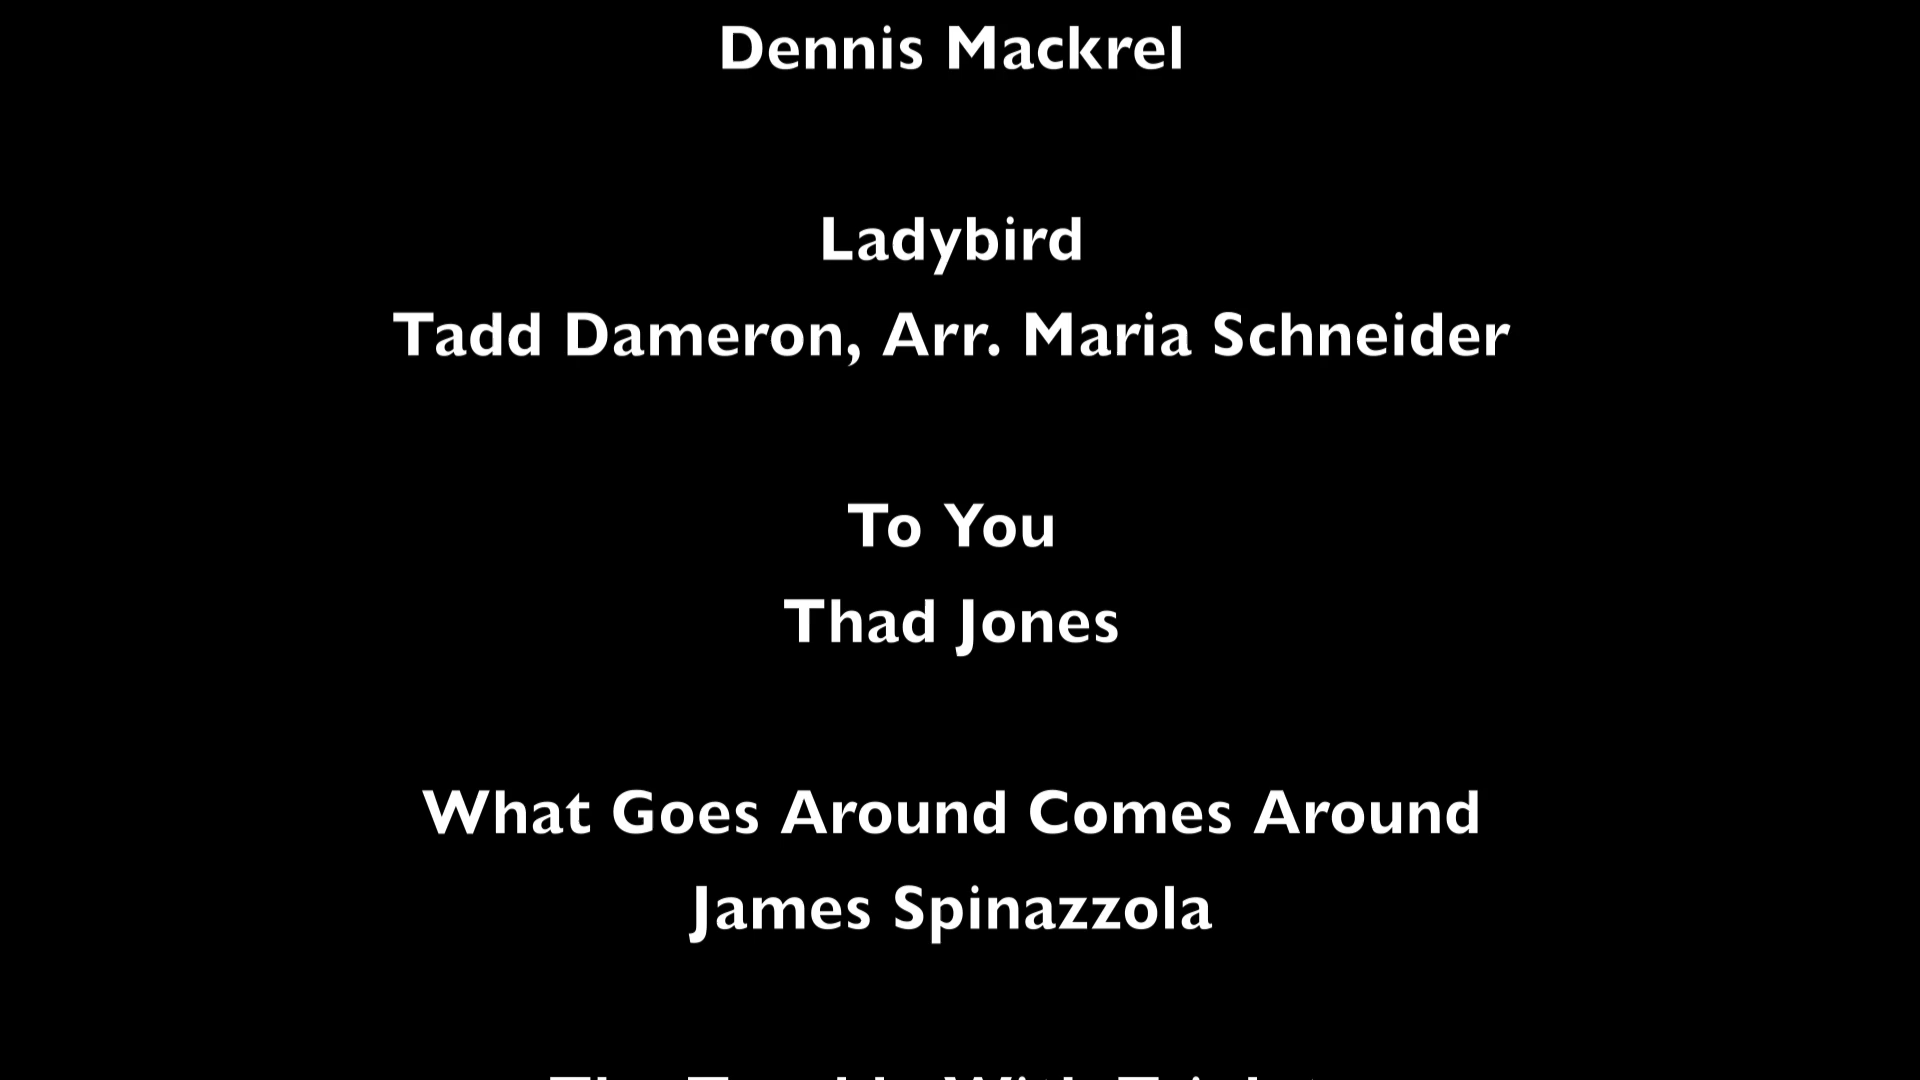 Dennis Mackrel
Ladybird
Tadd Dameron, Arr. Maria Schneider
To You
Thad Jones
What Goes Around Comes Around
James Spinazzola